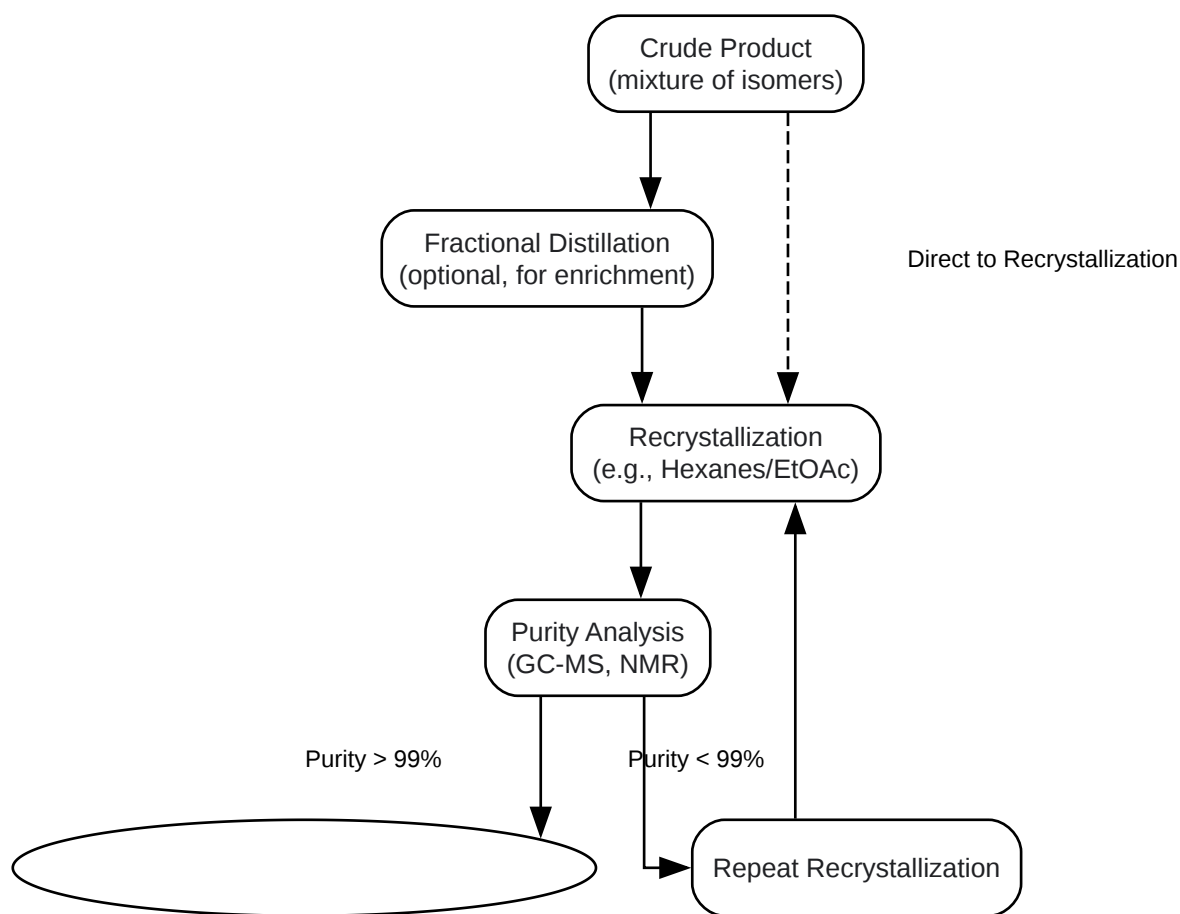 Crude Product
(mixture of isomers)
Fractional Distillation
(optional, for enrichment)
Direct to Recrystallization
Recrystallization
(e.g., Hexanes/EtOAc)
Purity Analysis
(GC-MS, NMR)
Purity > 99%
Purity < 99%
Repeat Recrystallization